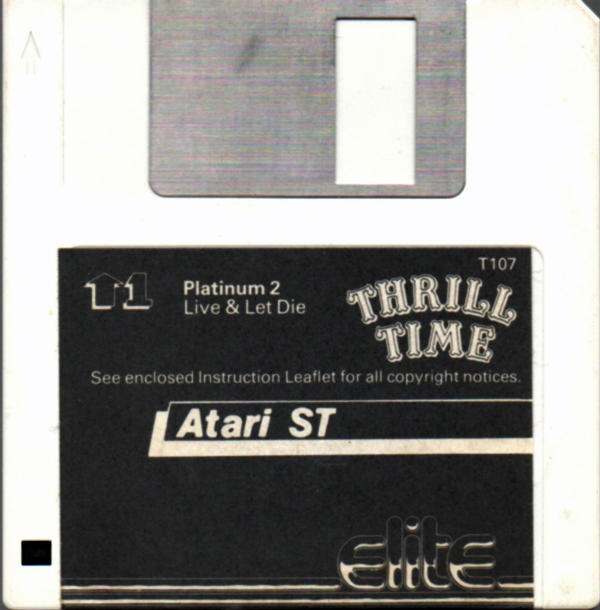 T107
Platinum 2
Live & Let Die
THRILL
TIME
See enclosed Instruction Leaflet for all copyright notices.
Atari ST
elite